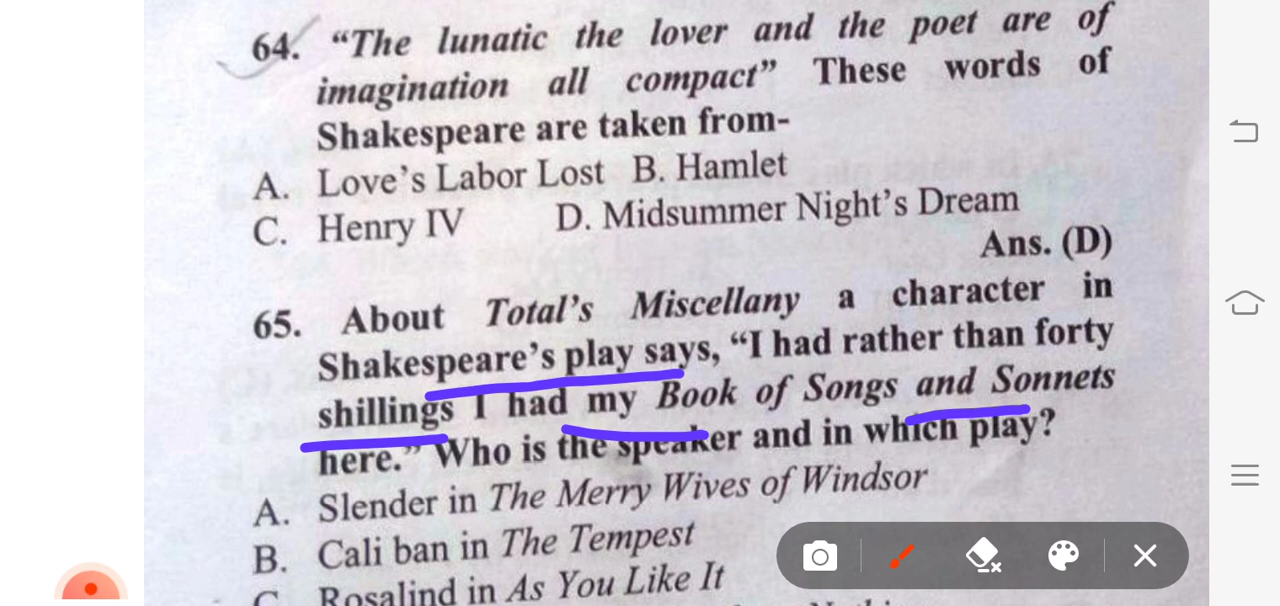 64. “The lunatic the lover and the poet are of
imagination all compact” These words of
Shakespeare are taken from-
A. Love’s Labor Lost B. Hamlet
C. Henry IV D. Midsummer Night’s Dream
Ans. (D)
65. About Total’s Miscellany a character in
Shakespeare’s play says, “I had rather than forty
shillings I had my Book of Songs and Sonnets
here.” Who is the speaker and in which play?
A. Slender in The Merry Wives of Windsor
B. Cali ban in The Tempest
C. Rosalind in As You Like It